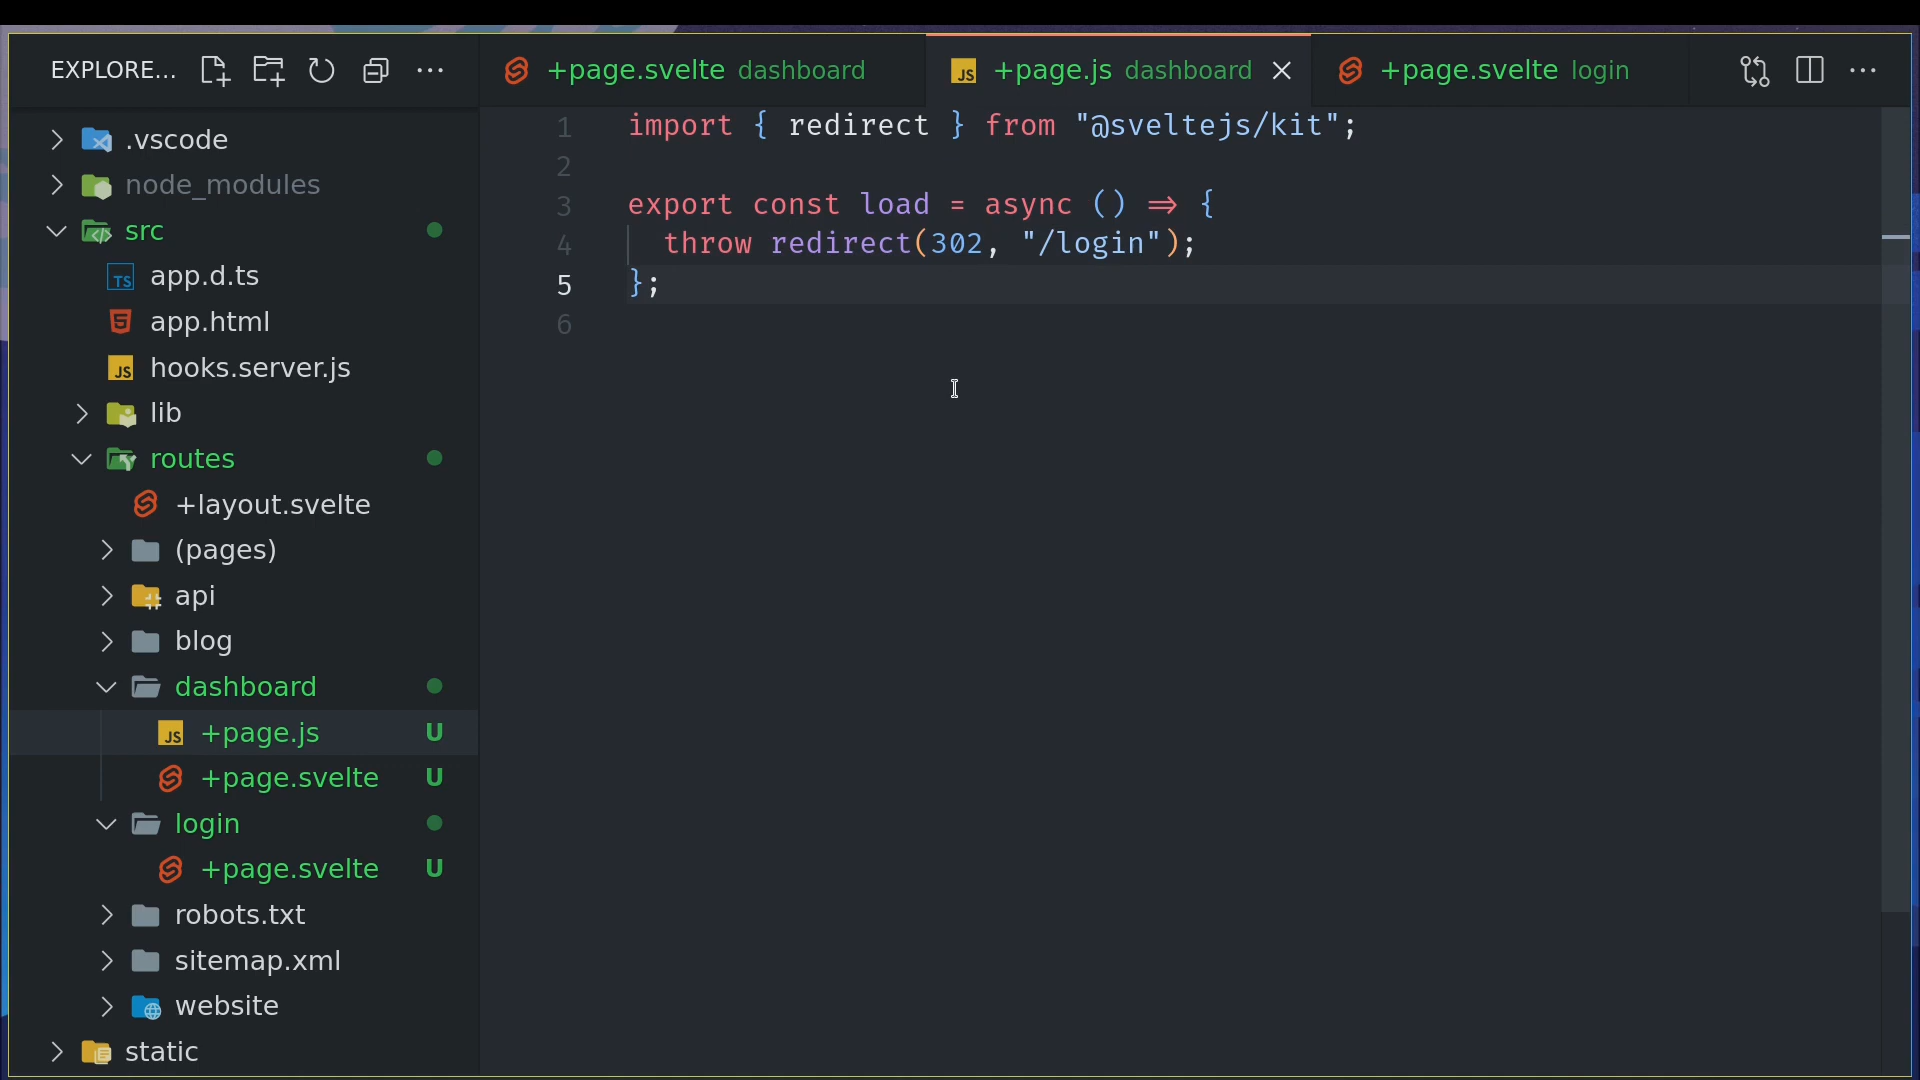 EXPLORE...
+page.svelte dashboard
+page.js dashboard
+page.svelte login
.vscode
node_modules
src
TS app.d.ts
app.html
JS hooks.server.js
lib
routes
+layout.svelte
(pages)
api
blog
dashboard
JS +page.js U
+page.svelte U
login
+page.svelte U
robots.txt
sitemap.xml
website
static
1 import { redirect } from "@sveltejs/kit";
2
3 export const load = async () => {
4 throw redirect(302, "/login");
5 };
6